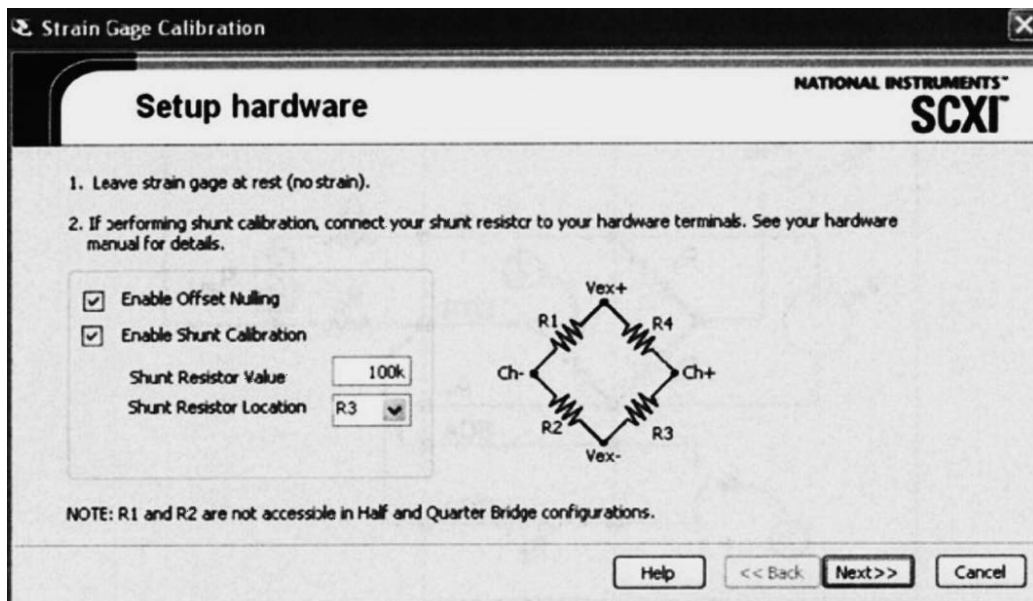 Strain Gage Calibration
Setup hardware
NATIONAL INSTRUMENTS™
SCXI™
1. Leave strain gage at rest (no strain).
2. If performing shunt calibration, connect your shunt resistor to your hardware terminals. See your hardware
manual for details.
Enable Offset Nulling
Enable Shunt Calibration
Shunt Resistor Value 100k
Shunt Resistor Location R3
Vex+
R1 R4
Ch- Ch+
R2 R3
Vex-
NOTE: R1 and R2 are not accessible in Half and Quarter Bridge configurations.
Help << Back Next>> Cancel